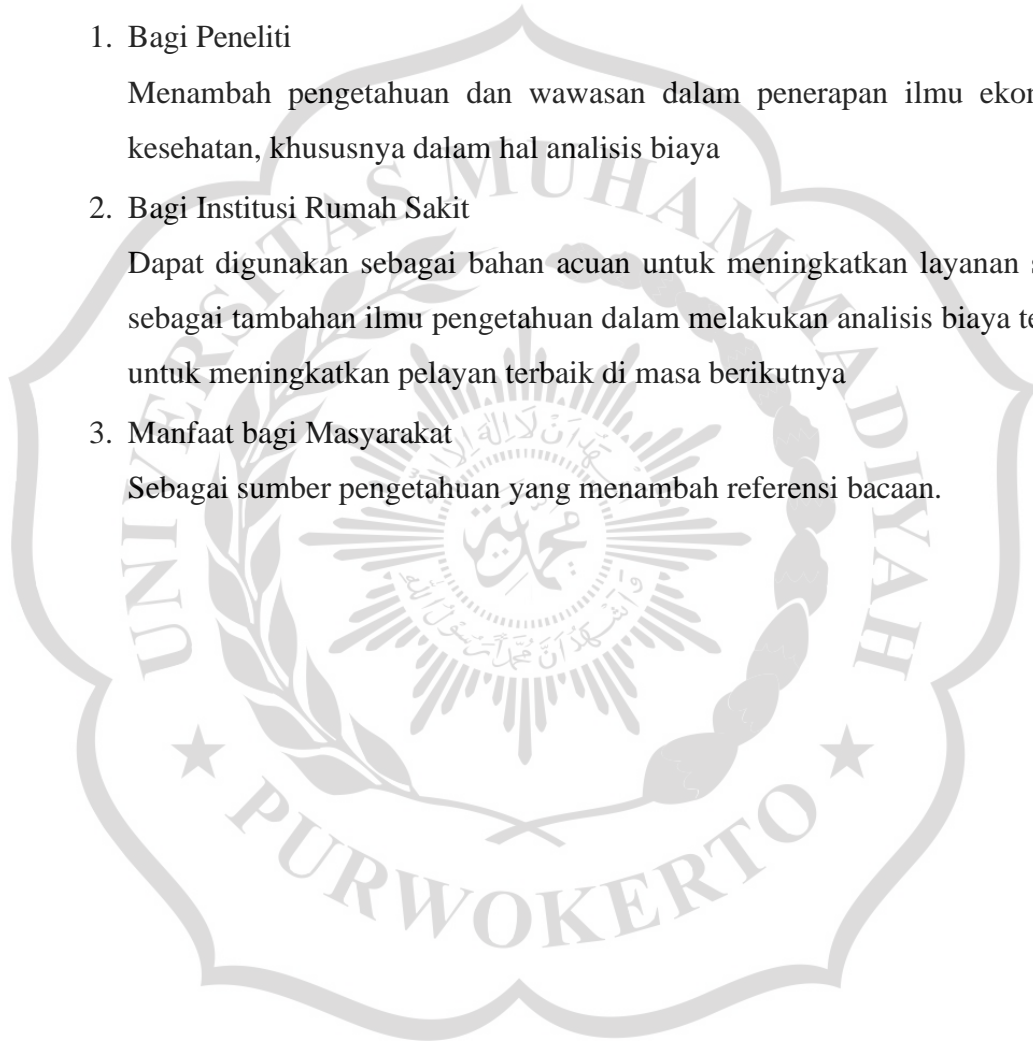 1. Bagi Peneliti
Menambah pengetahuan dan wawasan dalam penerapan ilmu
kesehatan, khususnya dalam hal analisis biaya
2. Bagi Institusi Rumah Sakit
Dapat digunakan sebagai bahan acuan untuk meningkatkan layanan
sebagai tambahan ilmu pengetahuan dalam melakukan analisis biaya
untuk meningkatkan pelayan terbaik di masa berikutnya
3. Manfaat bagi Masyarakat
Sebagai sumber pengetahuan yang menambah referensi bacaan.
UNIVERSITAS MUHAMMADIYAH
PURWOKERTO